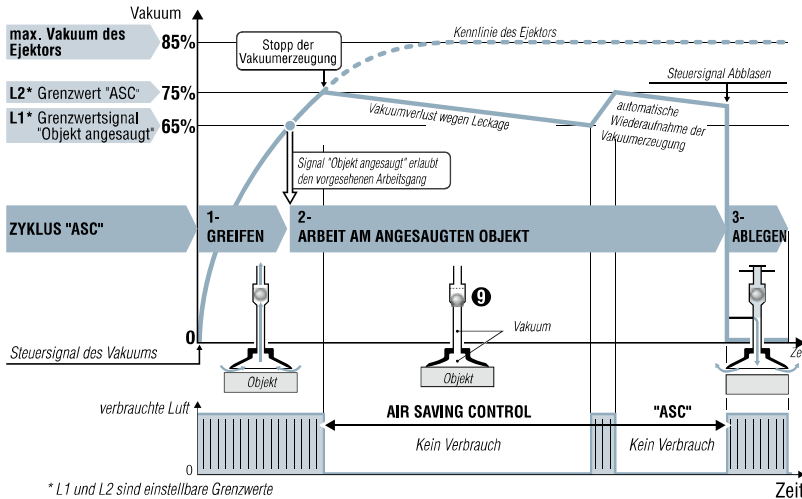 Vakuum
max. Vakuum des
Ejektors
85%
Kennlinie des Ejektors
Stopp der
Vakuumerzeugung
Steuersignal Abblasen
L2* Grenzwert "ASC"
75%
L1* Grenzwertsignal
"Objekt angesaugt"
65%
Vakuumverlust wegen Leckage
automatische
Wiederaufnahme der
Vakuumerzeugung
Signal "Objekt angesaugt" erlaubt
den vorgesehenen Arbeitsgang
ZYKLUS "ASC"
1-
GREIFEN
2-
ARBEIT AM ANGESAUGTEN OBJEKT
3-
ABLEGEN
9
Vakuum
0
Steuersignal des Vakuums
Objekt
Objekt
Ze
verbrauchte Luft
AIR SAVING CONTROL
"ASC"
Kein Verbrauch
Kein Verbrauch
0
* L1 und L2 sind einstellbare Grenzwerte
Zeit